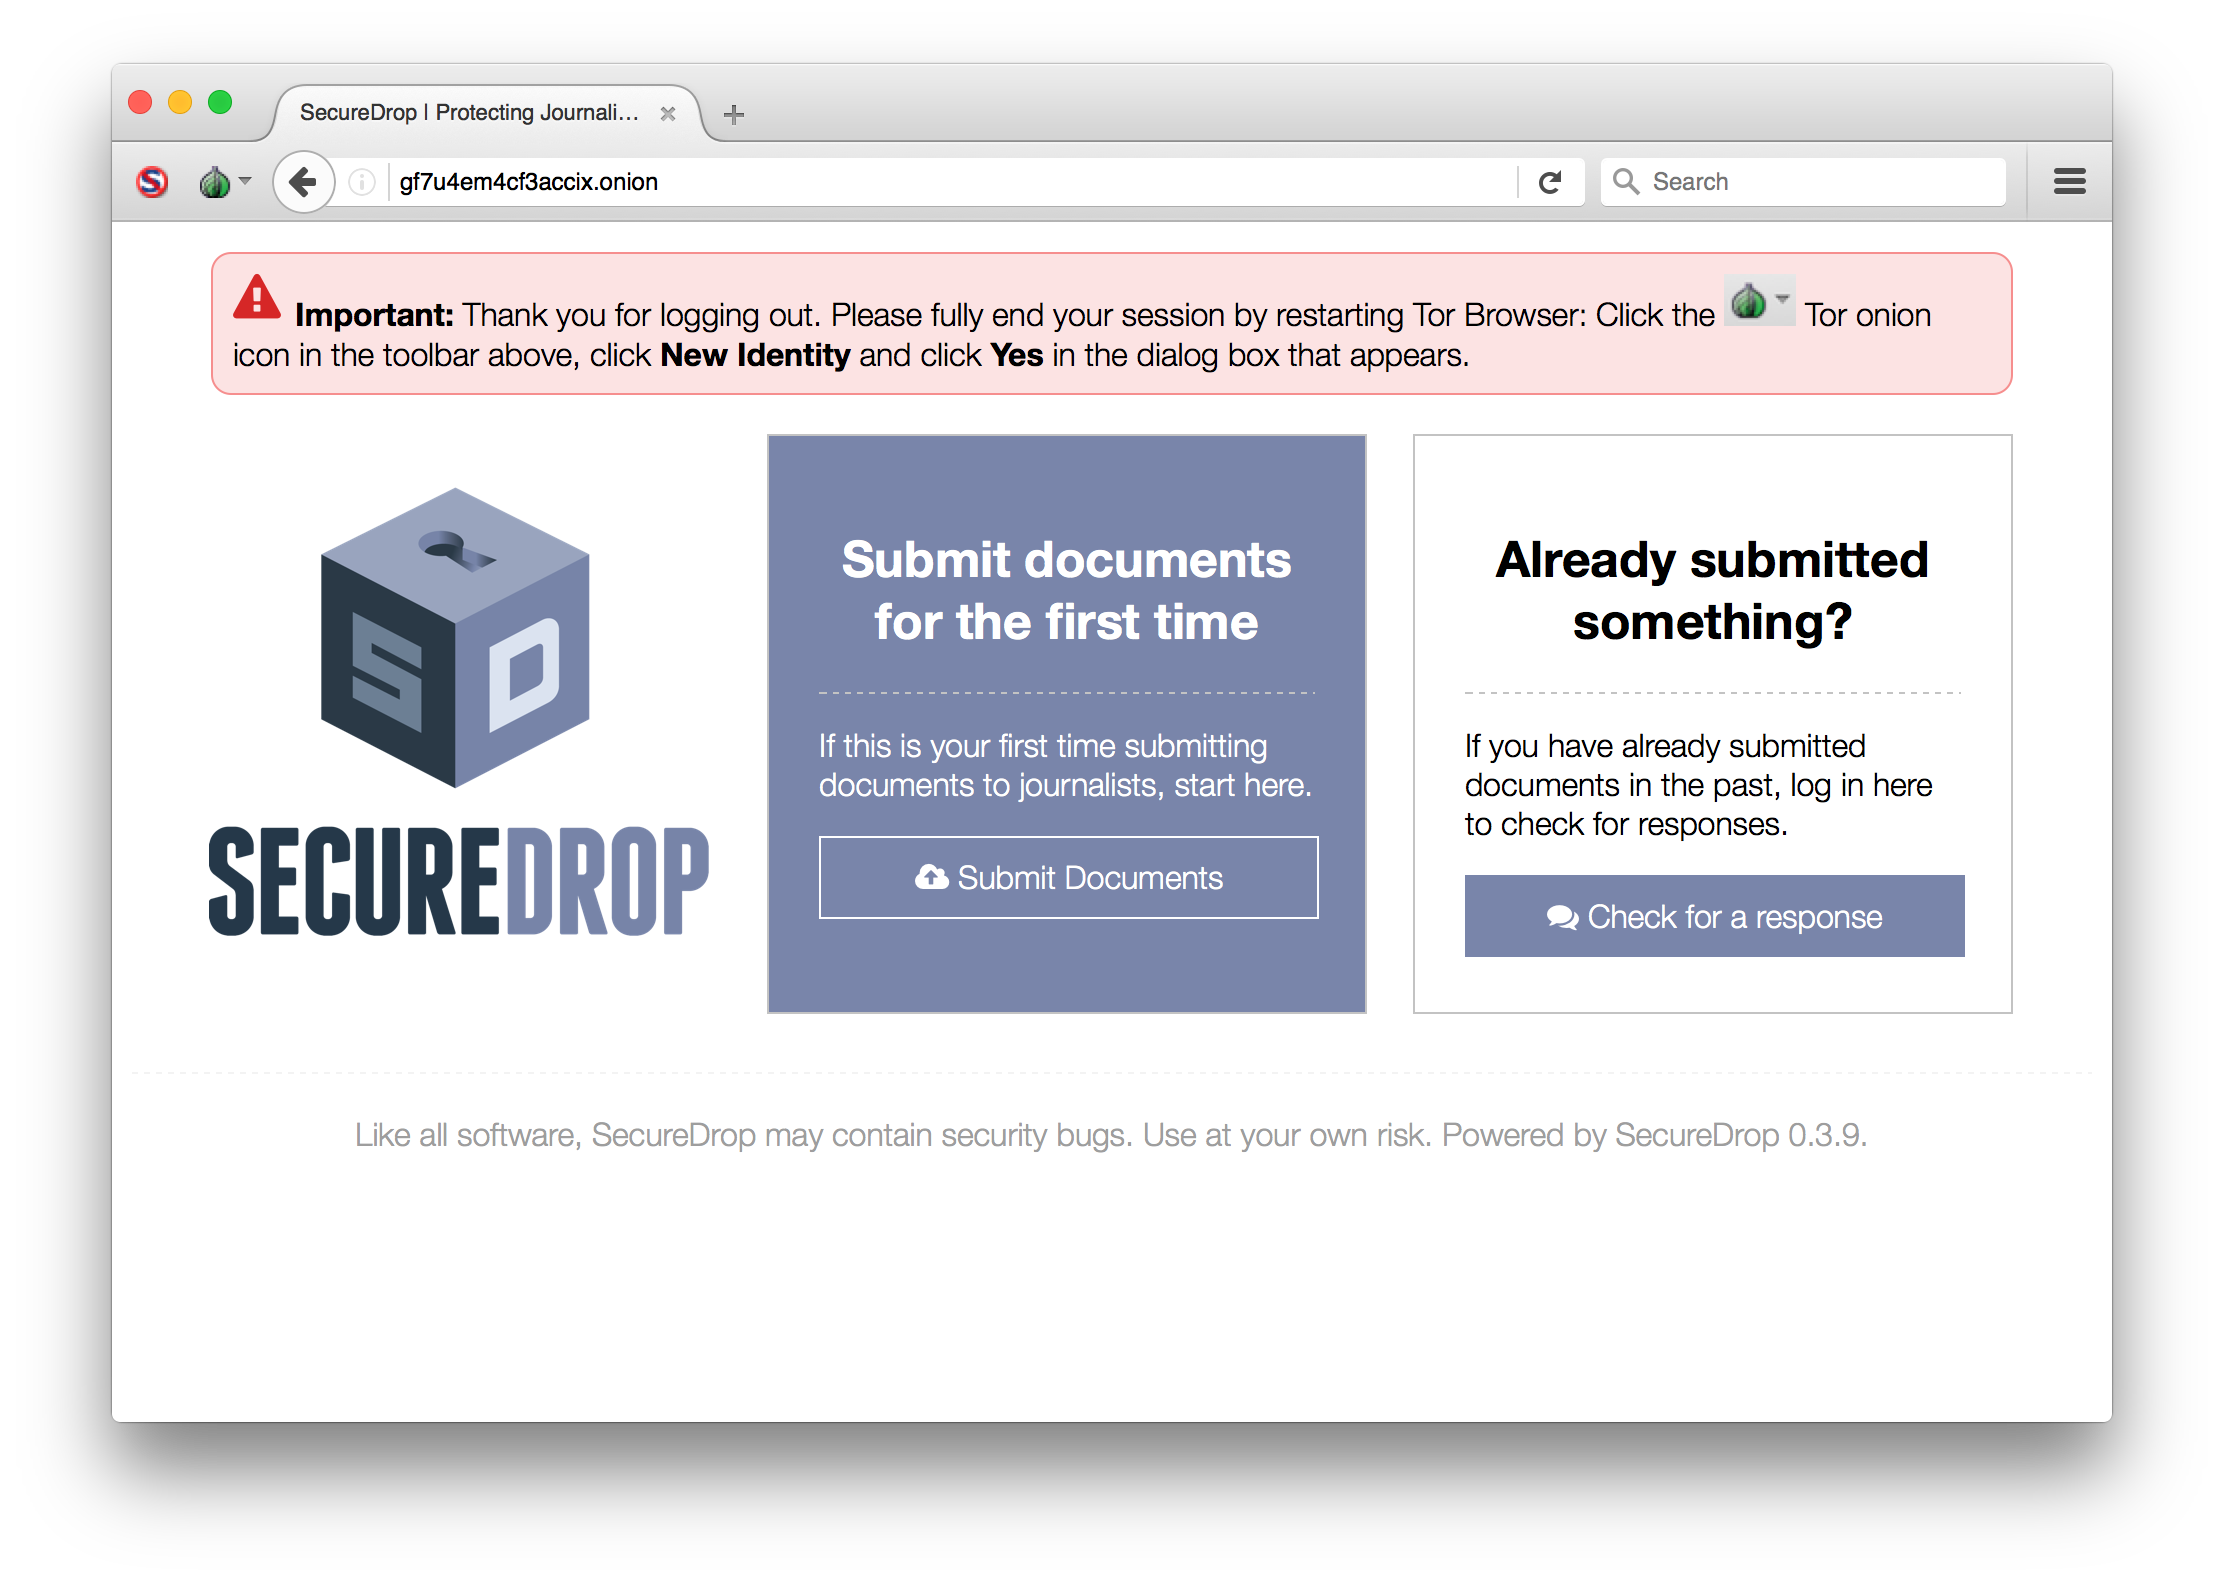 SecureDrop | Protecting Journali...
gf7u4em4cf3accix.onion
Search
Important: Thank you for logging out. Please fully end your session by restarting Tor Browser: Click the Tor onion
icon in the toolbar above, click New Identity and click Yes in the dialog box that appears.
S D
SECUREDROP
Submit documents
for the first time
If this is your first time submitting
documents to journalists, start here.
Submit Documents
Already submitted
something?
If you have already submitted
documents in the past, log in here
to check for responses.
Check for a response
Like all software, SecureDrop may contain security bugs. Use at your own risk. Powered by SecureDrop 0.3.9.